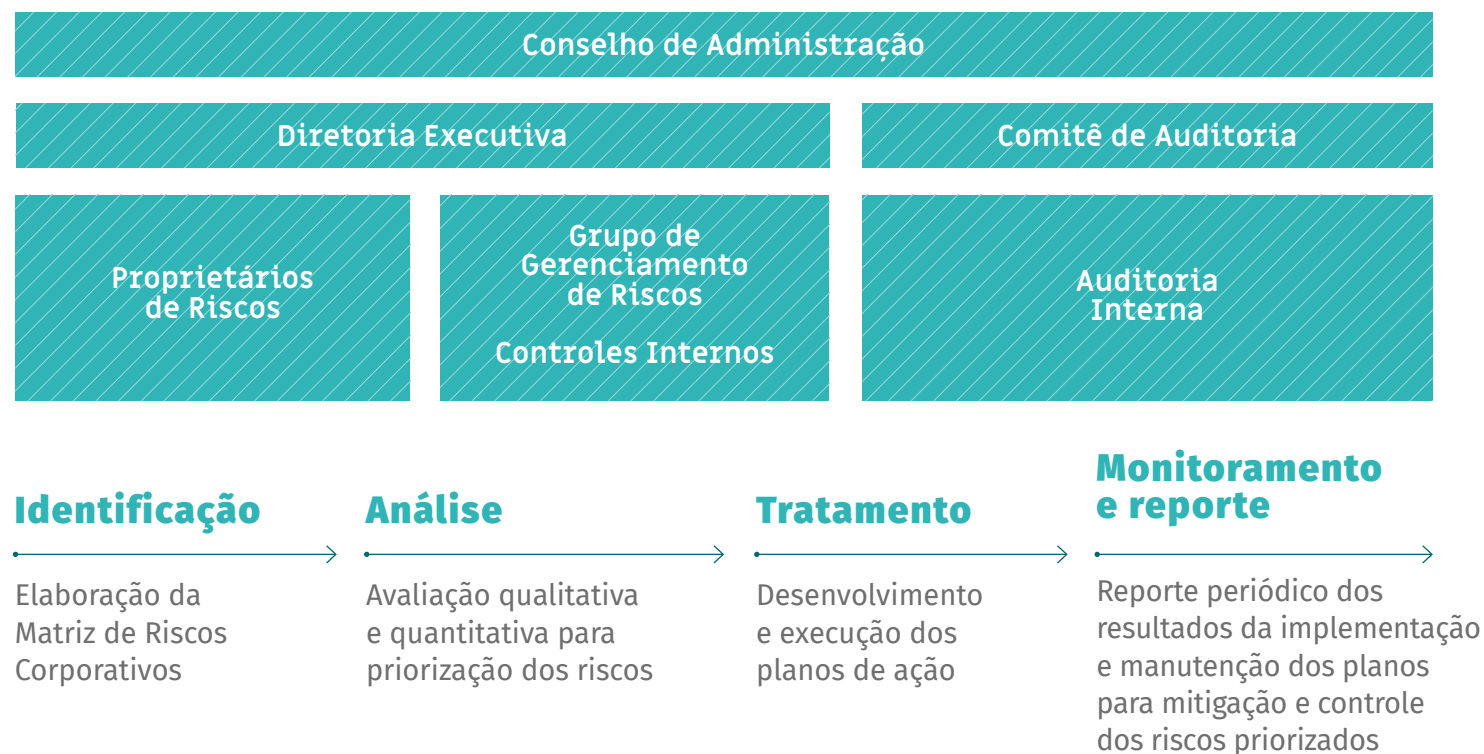 Conselho de Administração
Diretoria Executiva
Comitê de Auditoria
Proprietários
de Riscos
Grupo de
Gerenciamento
de Riscos
Controles Internos
Auditoria
Interna
Identificação
Elaboração da
Matriz de Riscos
Corporativos
Análise
Avaliação qualitativa
e quantitativa para
priorização dos riscos
Tratamento
Desenvolvimento
e execução dos
planos de ação
Monitoramento
e reporte
Reporte periódico dos
resultados da implementação
e manutenção dos planos
para mitigação e controle
dos riscos priorizados